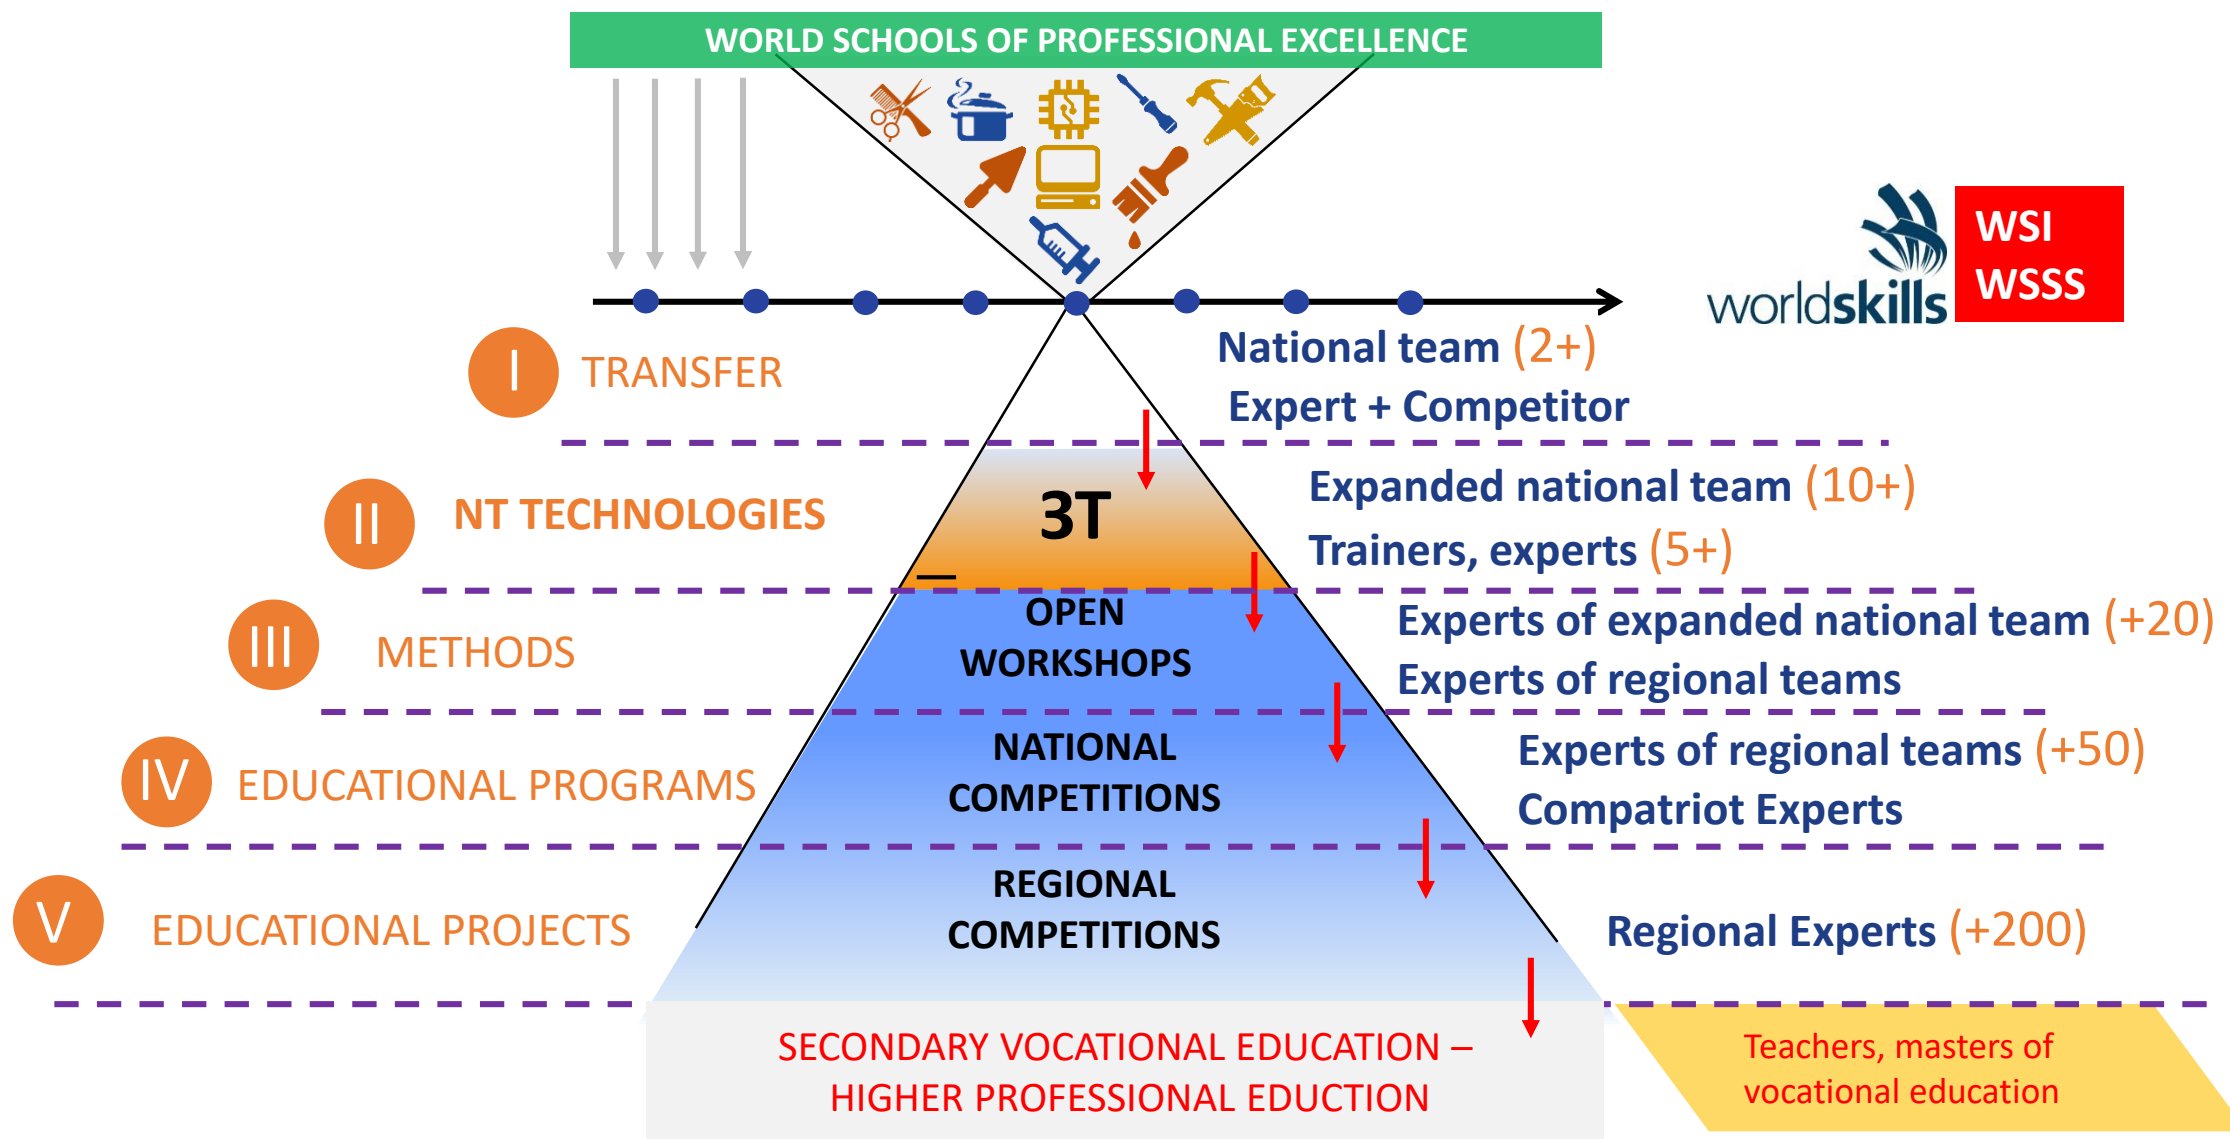 WORLD SCHOOLS OF PROFESSIONAL EXCELLENCE
worldskills
WSI
WSSS
I
TRANSFER
National team (2+)
Expert + Competitor
II
NT TECHNOLOGIES
3T
Expanded national team (10+)
Trainers, experts (5+)
III
METHODS
OPEN
WORKSHOPS
Experts of expanded national team (+20)
Experts of regional teams
IV
EDUCATIONAL PROGRAMS
NATIONAL
COMPETITIONS
Experts of regional teams (+50)
Compatriot Experts
V
EDUCATIONAL PROJECTS
REGIONAL
COMPETITIONS
Regional Experts (+200)
SECONDARY VOCATIONAL EDUCATION –
HIGHER PROFESSIONAL EDUCTION
Teachers, masters of
vocational education